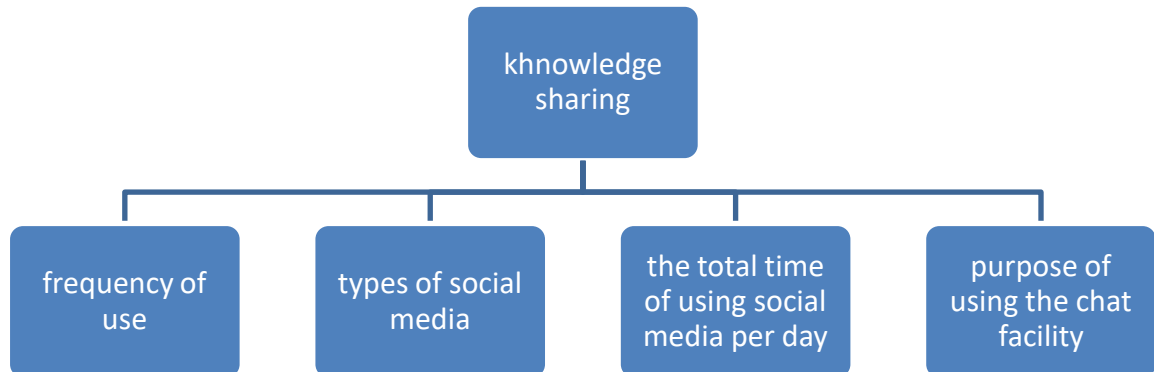 khnowledge
sharing
frequency of
use
types of social
media
the total time
of using social
media per day
purpose of
using the chat
facility